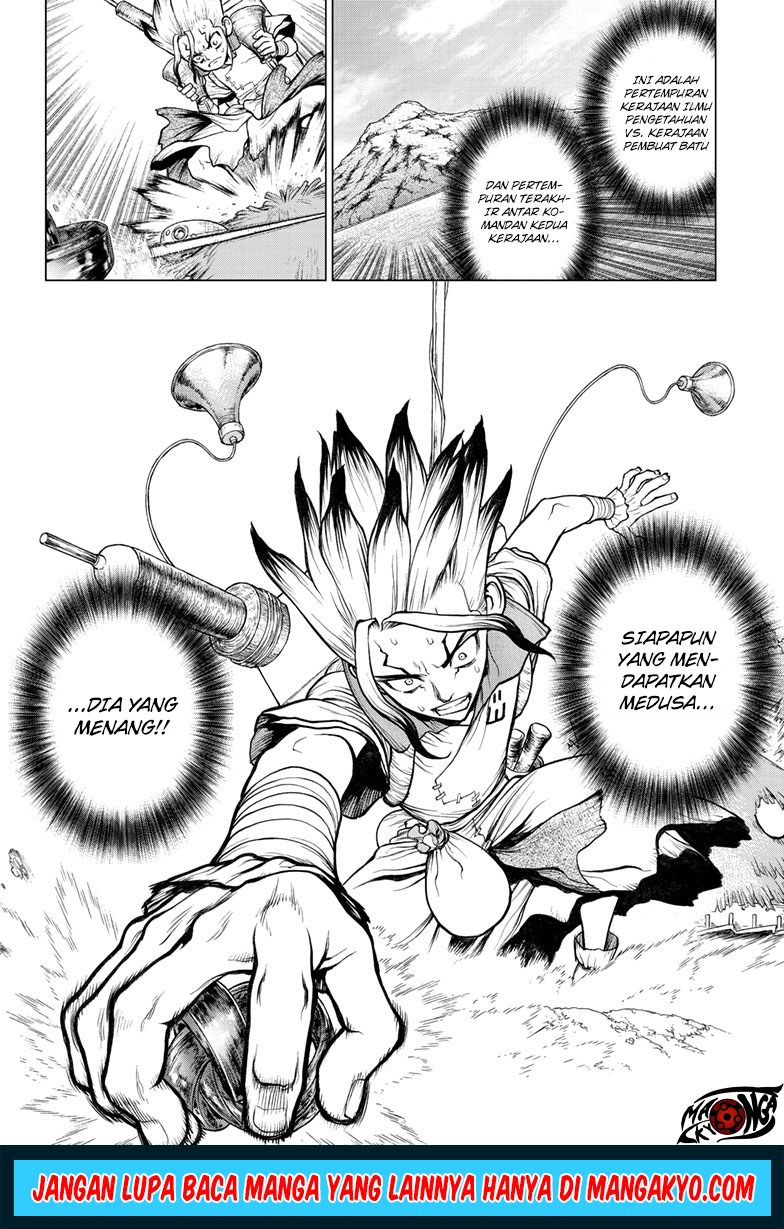 INI ADALAH
PERTEMPURAN
KERAJAAN ILMU
PENGETAHUAN
VS. KERAJAAN
PEMBUAT BATU
DAN PERTEM-
PURAN TERAKH-
IR ANTAR KO-
MANDAN KEDUA
KERAJAAN...
SIAPAPUN
YANG MEN-
DAPATKAN
MEDUSA...
...DIA YANG
MENANG!!
MANGA
KYO
JANGAN LUPA BACA MANGA YANG LAINNYA HANYA DI MANGAKYO.COM